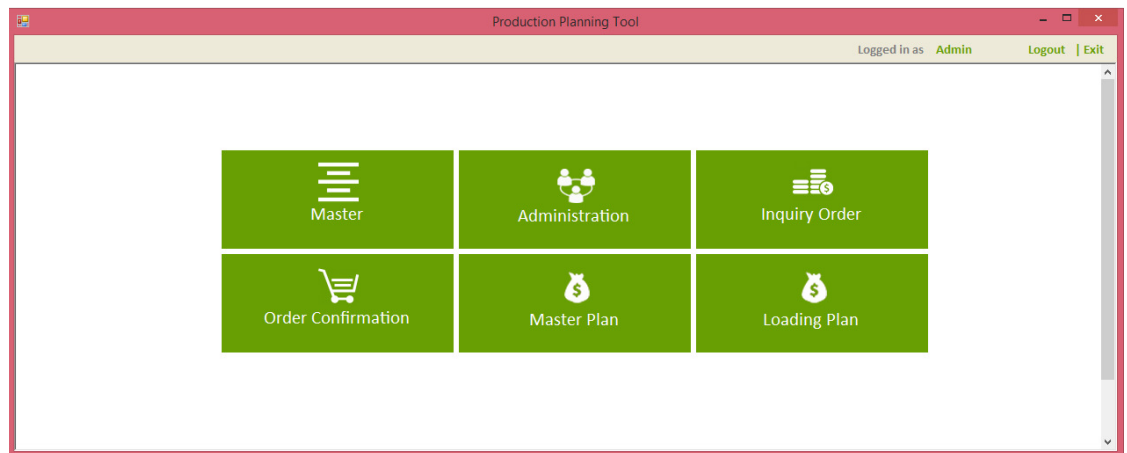 Production Planning Tool
Logged in as Admin Logout | Exit
Master Administration Inquiry Order
Order Confirmation Master Plan Loading Plan